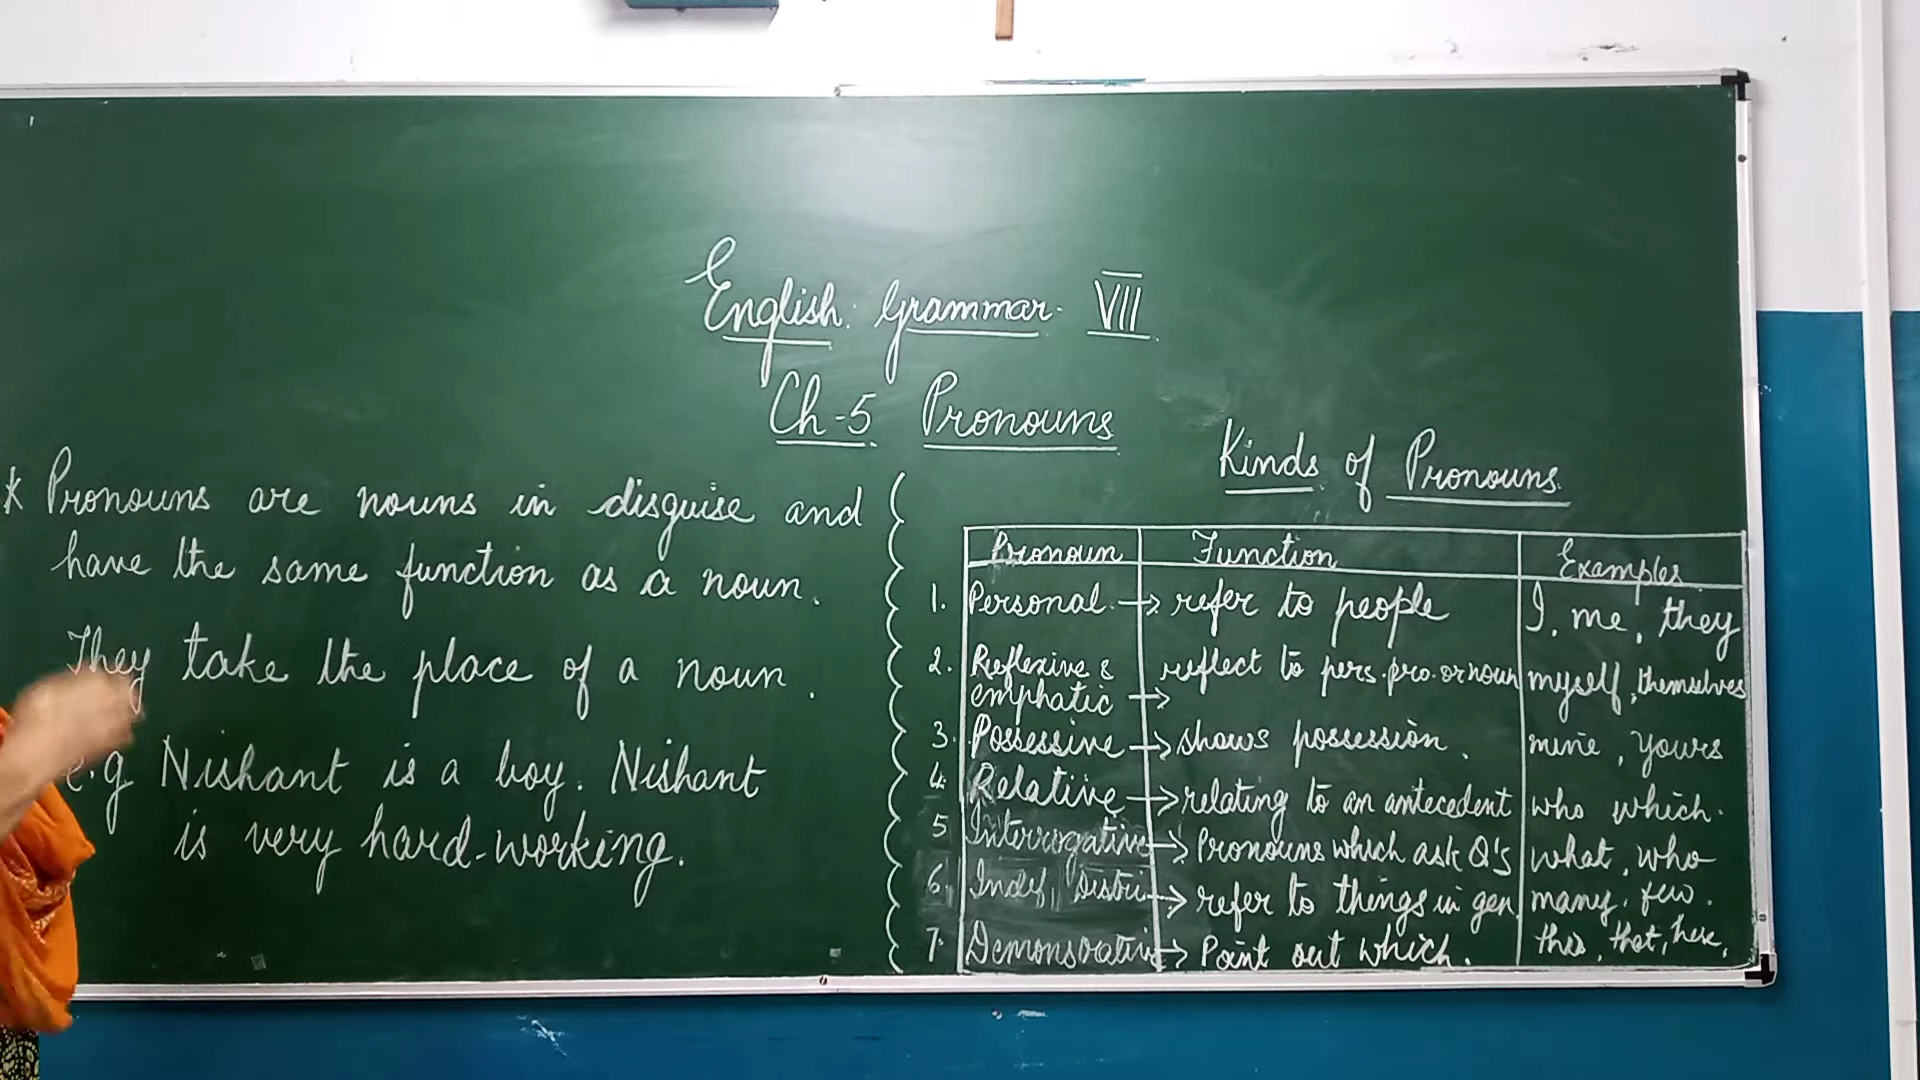 English Grammar VII
Ch-5 Pronouns
* Pronouns are nouns in disguise and
have the same function as a noun.
They take the place of a noun.
e.g Nishant is a boy. Nishant
is very hard-working.
Kinds of Pronouns.
Pronoun Function Examples
1. Personal → refer to people I, me, they
2. Reflexive & emphatic → reflect to pers. pro. or noun myself, themselves
3. Possessive → shows possession. mine, yours
4. Relative → relating to an antecedent who which.
5 Interrogative → Pronouns which ask Q's what, who
6. Indef, Distri → refer to things in gen. many, few.
7. Demonstrative → Point out which. this, that, these,